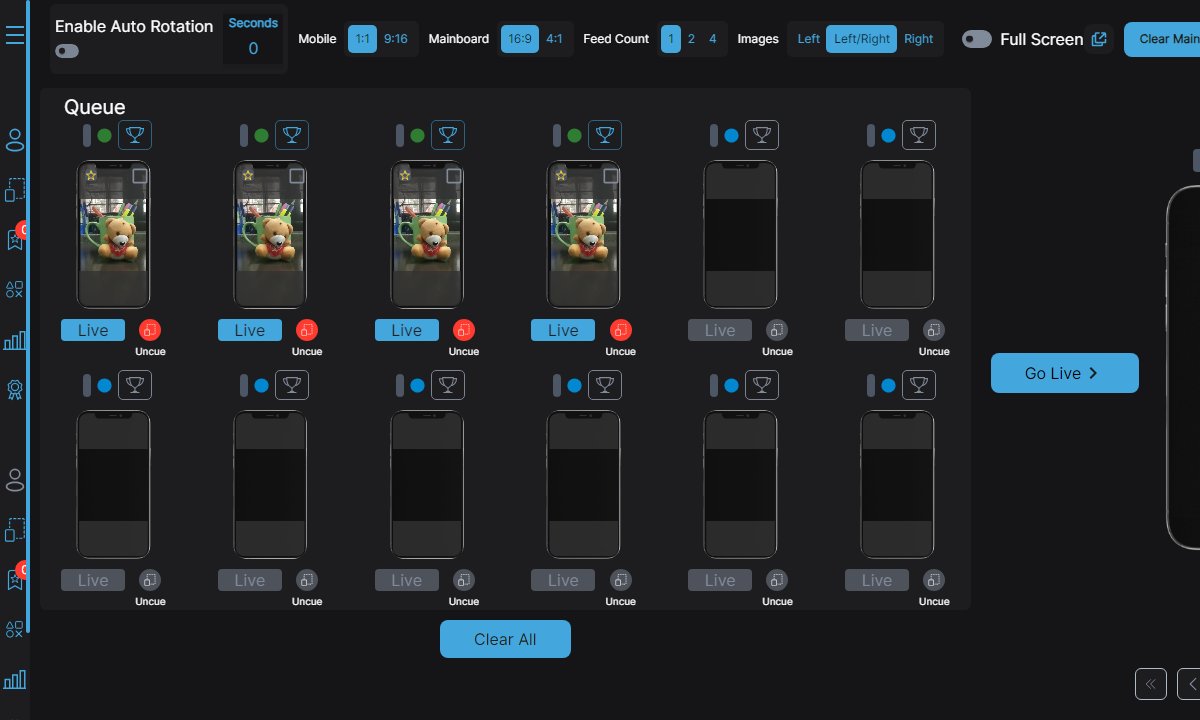 Enable Auto Rotation
Seconds
0
Mobile 1:1 9:16 Mainboard 16:9 4:1 Feed Count 1 2 4 Images Left Left/Right Right Full Screen Clear Main
Queue
Live Live Live Live Live Live
Uncue Uncue Uncue Uncue Uncue Uncue
Go Live
Live Live Live Live Live Live
Uncue Uncue Uncue Uncue Uncue Uncue
Clear All